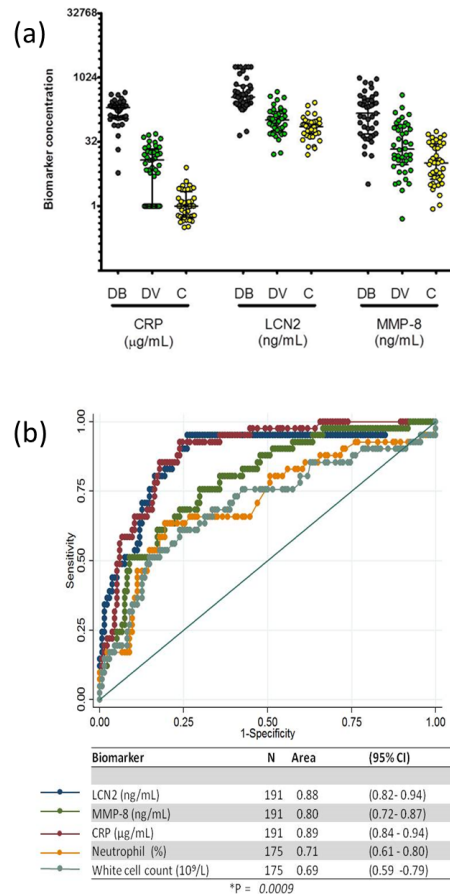 (a)
Biomarker concentration
32768
1024
32
1
DB DV C DB DV C DB DV C
CRP LCN2 MMP-8
(µg/mL) (ng/mL) (ng/mL)
(b)
Sensitivity
1.00
0.75
0.50
0.25
0.00
0.00 0.25 0.50 0.75 1.00
1-Specificity
Biomarker N Area (95% CI)
LCN2 (ng/mL) 191 0.88 (0.82- 0.94)
MMP-8 (ng/mL) 191 0.80 (0.72- 0.87)
CRP (µg/mL) 191 0.89 (0.84 - 0.94)
Neutrophil (%) 175 0.71 (0.61 - 0.80)
White cell count (10⁹/L) 175 0.69 (0.59 -0.79)
*P = 0.0009